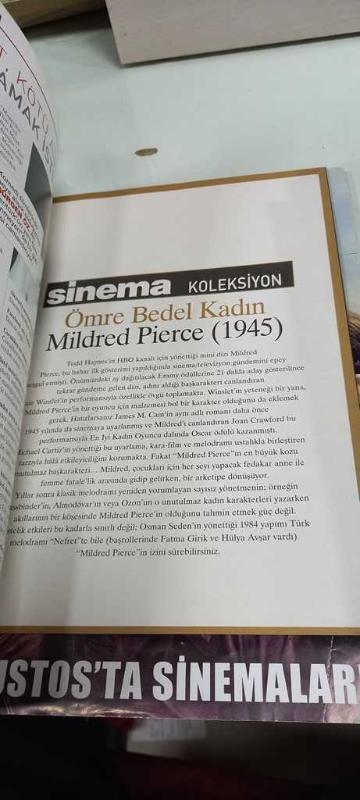 sinema KOLEKSİYON
Ömre Bedel Kadın
Mildred Pierce (1945)
Todd Haynes'in HBO kanalı için yönettiği mini dizi Mildred
Pierce, bu bahar ilk gösterimi yapıldığında sinema/televizyon gündemini epey
etmişti. Önümüzdeki ay dağıtılacak Emmy ödüllerine 21 dalda aday gösterilince
tekrar gündeme gelen dizi, adını aldığı başkarakteri canlandıran
Winslet'in performansıyla özellikle övgü toplamakta. Winslet'in yeteneği bir yana,
Mildred Pierce'in bir oyuncu için malzemesi bol bir karakter olduğunu da eklemek
gerek. Hatırlarsanız James M. Cain'in aynı adlı romanı daha önce
1945 yılında da sinemaya uyarlanmış ve Mildred'ı canlandıran Joan Crawford bu
performansıyla En İyi Kadın Oyuncu dalında Oscar ödülü kazanmıştı.
Michael Curtiz'in yönettiği bu uyarlama, kara-film ve melodramı ustalıkla birleştiren
tarzıyla hâlâ etkileyiciliğini korumakta. Fakat "Mildred Pierce"in en büyük kozu
unutulmaz başkarakteri... Mildred, çocukları için her şeyi yapacak fedakar anne ile
femme fatale'lik arasında gidip gelirken, bir arketipe dönüşüyor.
Yıllar sonra klasik melodramı yeniden yorumlayan sayısız yönetmenin; örneğin
Fassbinder'in, Almodóvar'ın veya Ozon'un o unutulmaz kadın karakterleri yazarken
akıllarının bir köşesinde Mildred Pierce'in olduğunu tahmin etmek güç değil.
Üstelik etkileri bu kadarla sınırlı değil; Osman Seden'in yönettiği 1984 yapımı Türk
melodramı "Nefret"te bile (başrollerinde Fatma Girik ve Hülya Avşar vardı)
"Mildred Pierce"in izini sürebilirsiniz.
USTOS'TA SİNEMALAR